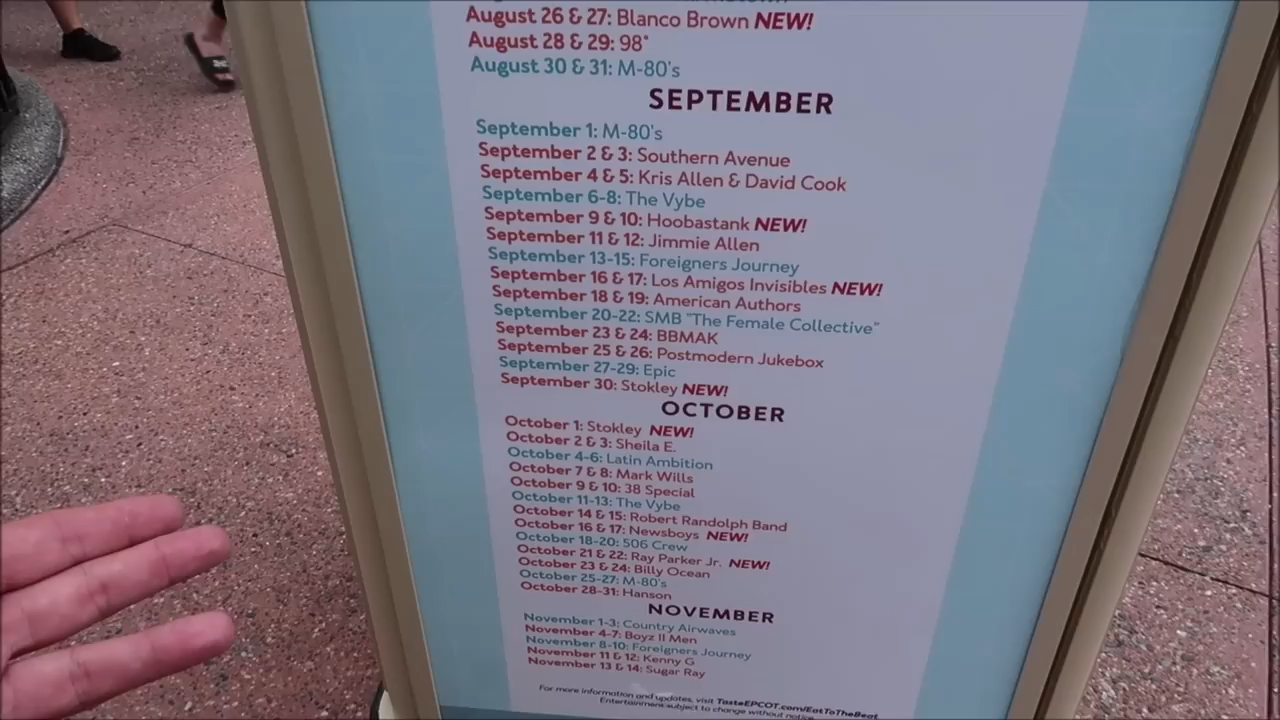 August 26 & 27: Blanco Brown NEW!
August 28 & 29: 98°
August 30 & 31: M-80's
SEPTEMBER
September 1: M-80's
September 2 & 3: Southern Avenue
September 4 & 5: Kris Allen & David Cook
September 6-8: The Vybe
September 9 & 10: Hoobastank NEW!
September 11 & 12: Jimmie Allen
September 13-15: Foreigners Journey
September 16 & 17: Los Amigos Invisibles NEW!
September 18 & 19: American Authors
September 20-22: SMB "The Female Collective"
September 23 & 24: BBMAK
September 25 & 26: Postmodern Jukebox
September 27-29: Epic
September 30: Stokley NEW!
OCTOBER
October 1: Stokley NEW!
October 2 & 3: Sheila E.
October 4-6: Latin Ambition
October 7 & 8: Mark Wills
October 9 & 10: 38 Special
October 11-13: The Vybe
October 14 & 15: Robert Randolph Band
October 16 & 17: Newsboys NEW!
October 18-20: 506 Crew
October 21 & 22: Ray Parker Jr. NEW!
October 23 & 24: Billy Ocean
October 25-27: M-80's
October 28-31: Hanson
NOVEMBER
November 1-3: Country Airwaves
November 4-7: Boyz II Men
November 8-10: Foreigners Journey
November 11 & 12: Kenny G
November 13 & 14: Sugar Ray
For more information and updates, visit TasteEPCOT.com/EatToTheBeat
Entertainment subject to change without notice